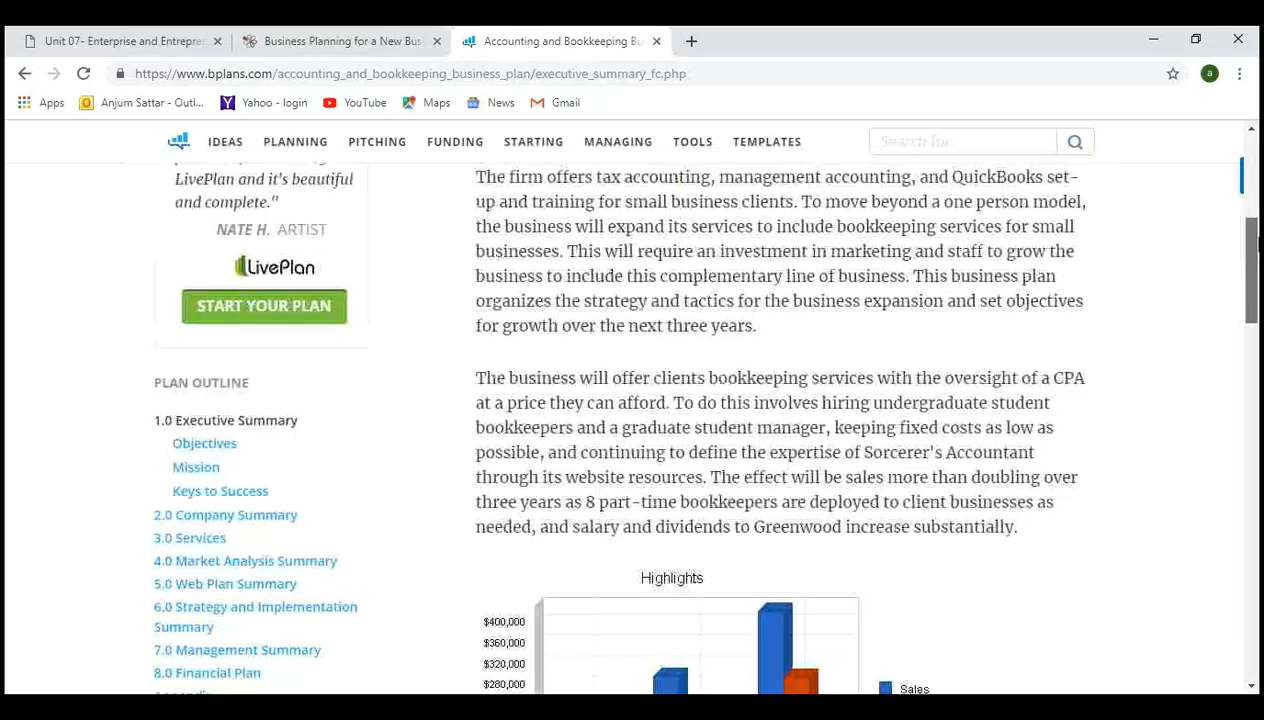 Unit 07- Enterprise and Entrepre
Business Planning for a New Busi
Accounting and Bookkeeping Bu
https://www.bplans.com/accounting_and_bookkeeping_business_plan/executive_summary_fc.php
a
Apps
Anjum Sattar - Outl...
Yahoo - login
YouTube
Maps
News
Gmail
IDEAS
PLANNING
PITCHING
FUNDING
STARTING
MANAGING
TOOLS
TEMPLATES
Search for...
LivePlan and it's beautiful
and complete."
NATE H. ARTIST
LivePlan
START YOUR PLAN
PLAN OUTLINE
1.0 Executive Summary
Objectives
Mission
Keys to Success
2.0 Company Summary
3.0 Services
4.0 Market Analysis Summary
5.0 Web Plan Summary
6.0 Strategy and Implementation
Summary
7.0 Management Summary
8.0 Financial Plan
The firm offers tax accounting, management accounting, and QuickBooks set-
up and training for small business clients. To move beyond a one person model,
the business will expand its services to include bookkeeping services for small
businesses. This will require an investment in marketing and staff to grow the
business to include this complementary line of business. This business plan
organizes the strategy and tactics for the business expansion and set objectives
for growth over the next three years.
The business will offer clients bookkeeping services with the oversight of a CPA
at a price they can afford. To do this involves hiring undergraduate student
bookkeepers and a graduate student manager, keeping fixed costs as low as
possible, and continuing to define the expertise of Sorcerer's Accountant
through its website resources. The effect will be sales more than doubling over
three years as 8 part-time bookkeepers are deployed to client businesses as
needed, and salary and dividends to Greenwood increase substantially.
Highlights
$400,000
$360,000
$320,000
$280,000
Sales